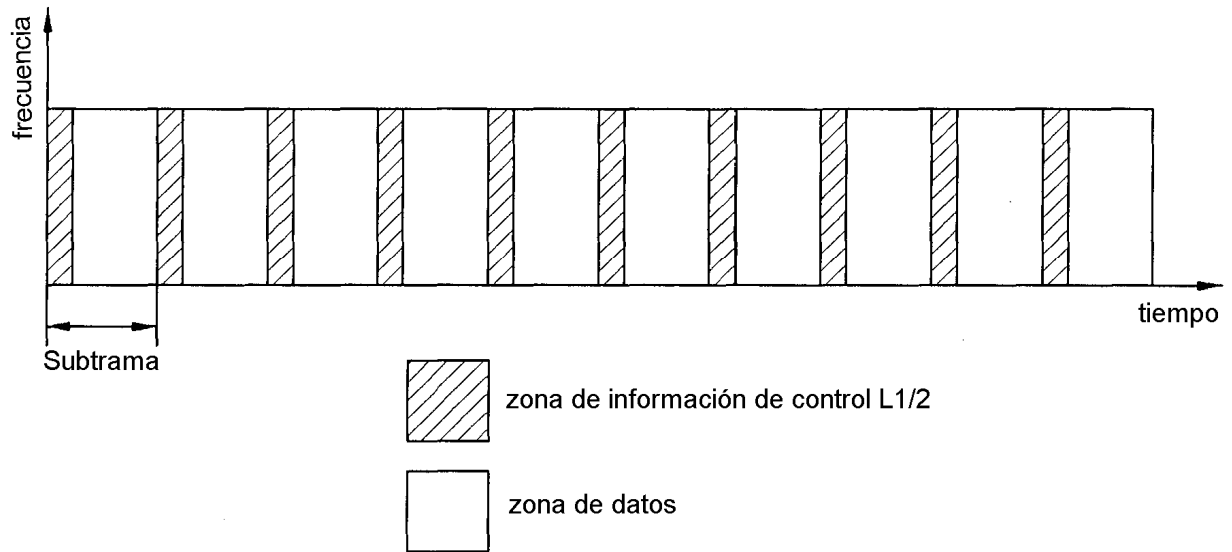 frecuencia
tiempo
Subtrama
zona de información de control L1/2
zona de datos